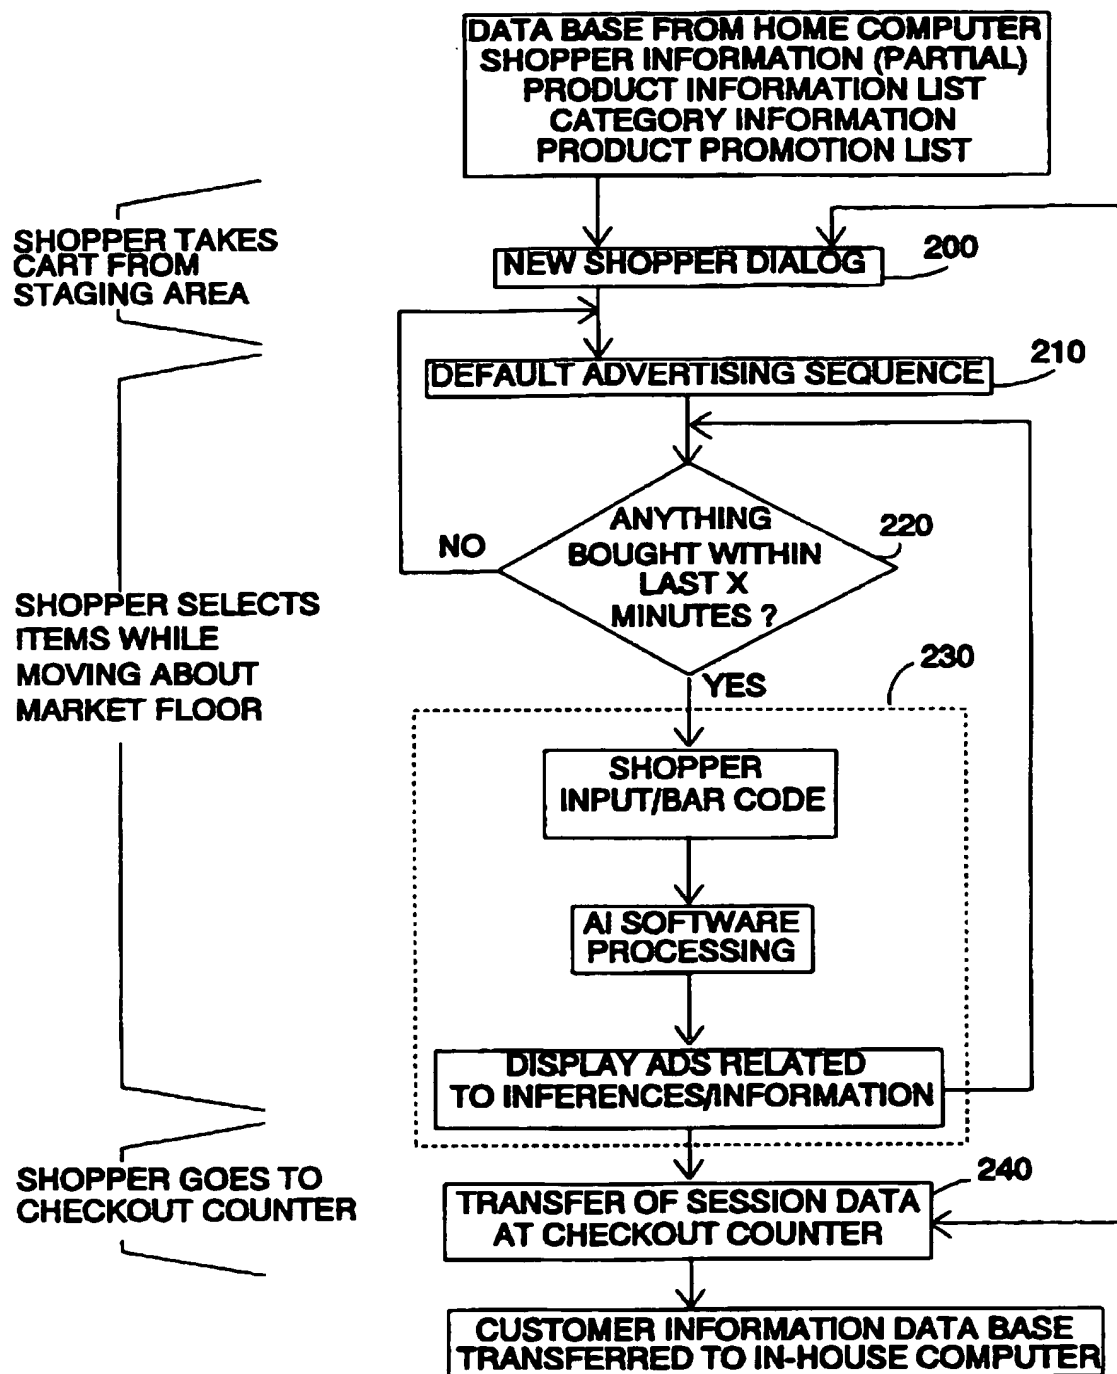 DATA BASE FROM HOME COMPUTER
SHOPPER INFORMATION (PARTIAL)
PRODUCT INFORMATION LIST
CATEGORY INFORMATION
PRODUCT PROMOTION LIST
SHOPPER TAKES
CART FROM
STAGING AREA
NEW SHOPPER DIALOG
200
DEFAULT ADVERTISING SEQUENCE
210
ANYTHING
BOUGHT WITHIN
LAST X
MINUTES ?
220
NO
YES
SHOPPER SELECTS
ITEMS WHILE
MOVING ABOUT
MARKET FLOOR
230
SHOPPER
INPUT/BAR CODE
AI SOFTWARE
PROCESSING
DISPLAY ADS RELATED
TO INFERENCES/INFORMATION
SHOPPER GOES TO
CHECKOUT COUNTER
240
TRANSFER OF SESSION DATA
AT CHECKOUT COUNTER
CUSTOMER INFORMATION DATA BASE
TRANSFERRED TO IN-HOUSE COMPUTER